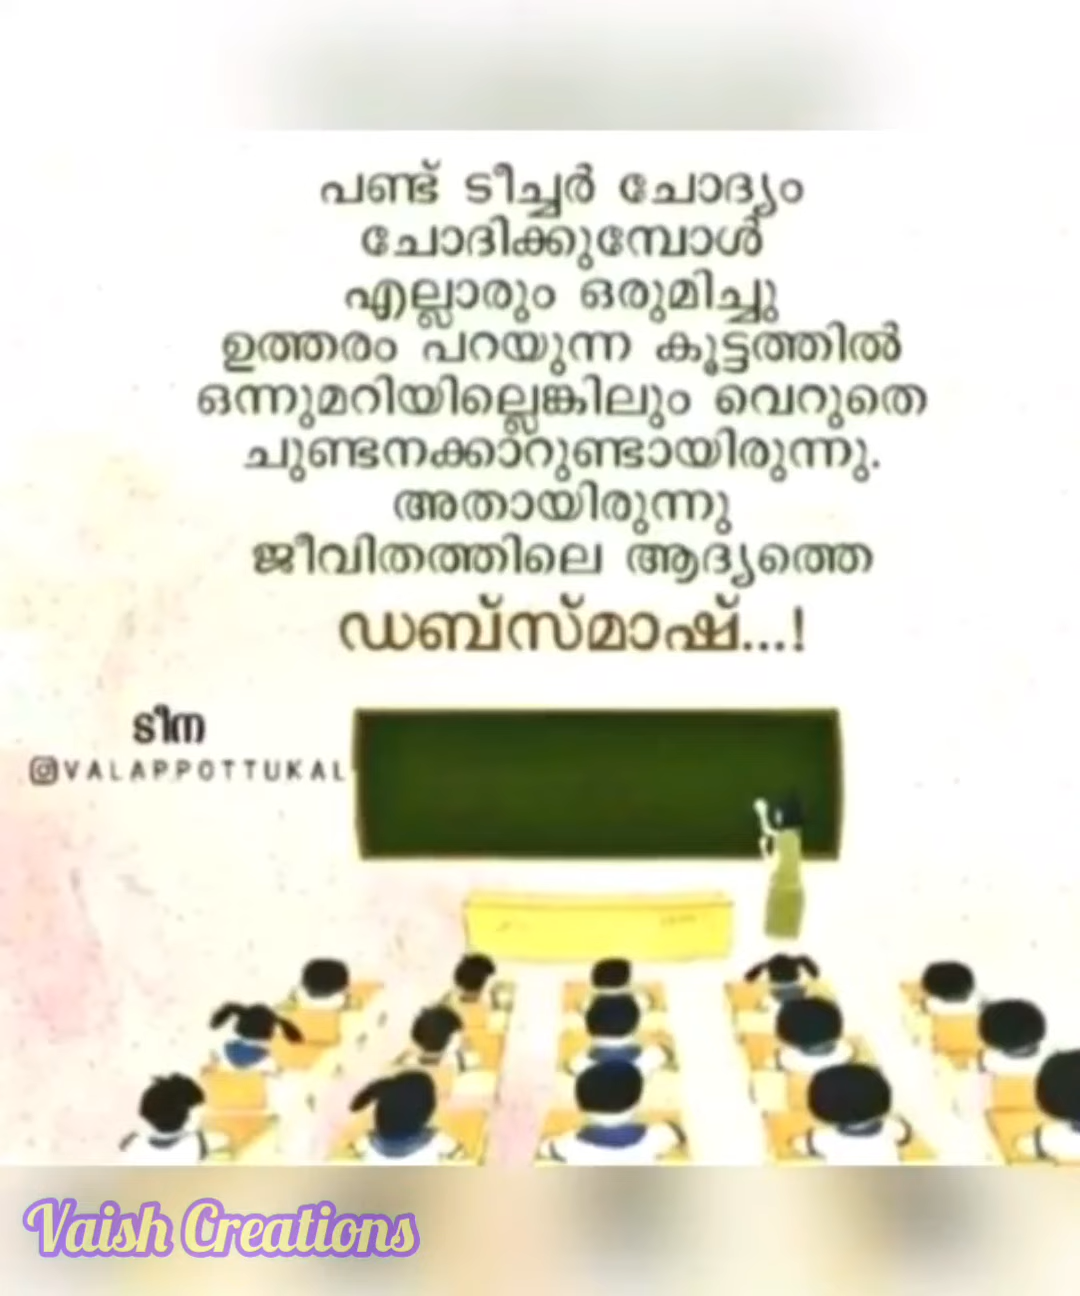 പണ്ട് ടീച്ചർ ചോദ്യം
ചോദിക്കുമ്പോൾ
എല്ലാരും ഒരുമിച്ചു
ഉത്തരം പറയുന്ന കൂട്ടത്തിൽ
ഒന്നുമറിയില്ലെങ്കിലും വെറുതെ
ചുണ്ടനക്കാറുണ്ടായിരുന്നു.
അതായിരുന്നു
ജീവിതത്തിലെ ആദ്യത്തെ
ഡബ്സ്മാഷ്...!
ടീന
@VALAPPOTTUKAL
Vaish Creations